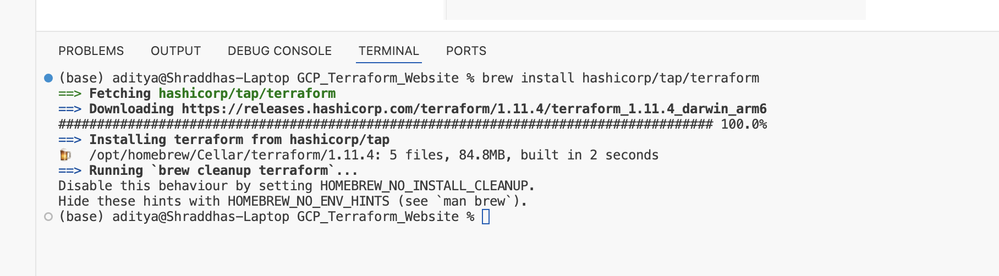 PROBLEMS OUTPUT DEBUG CONSOLE TERMINAL PORTS
(base) aditya@Shraddhas-Laptop GCP_Terraform_Website % brew install hashicorp/tap/terraform
==> Fetching hashicorp/tap/terraform
==> Downloading https://releases.hashicorp.com/terraform/1.11.4/terraform_1.11.4_darwin_arm6
##################################################################################### 100.0%
==> Installing terraform from hashicorp/tap
🍺 /opt/homebrew/Cellar/terraform/1.11.4: 5 files, 84.8MB, built in 2 seconds
==> Running `brew cleanup terraform`...
Disable this behaviour by setting HOMEBREW_NO_INSTALL_CLEANUP.
Hide these hints with HOMEBREW_NO_ENV_HINTS (see `man brew`).
(base) aditya@Shraddhas-Laptop GCP_Terraform_Website %